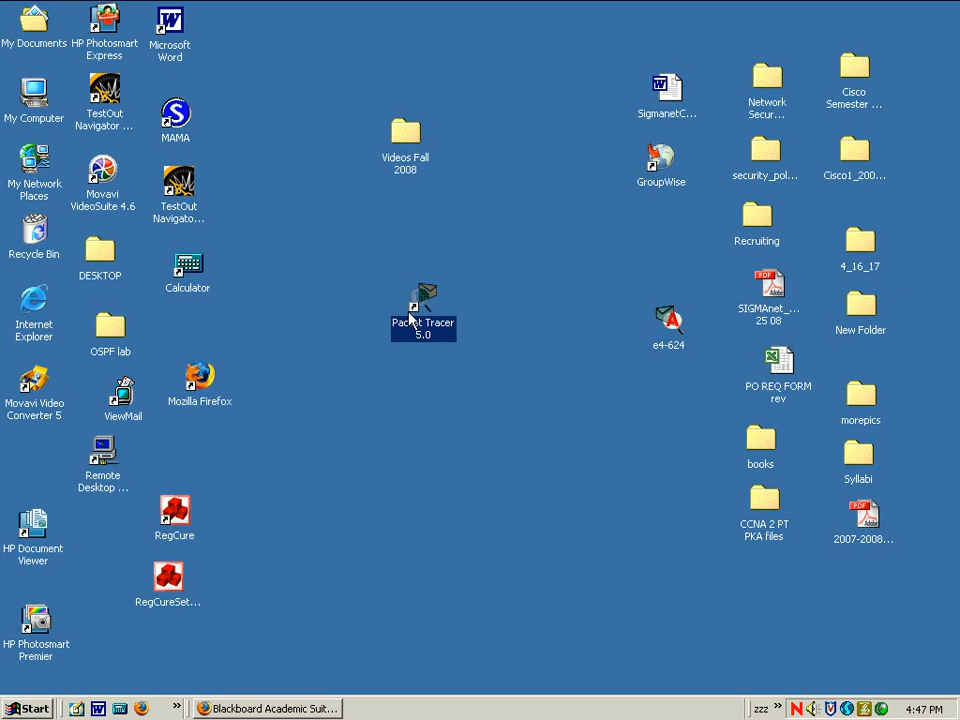 My Documents
HP Photosmart
Express
Microsoft
Word
My Computer
TestOut
Navigator ...
MAMA
My Network
Places
Movavi
VideoSuite 4.6
TestOut
Navigato...
Recycle Bin
DESKTOP
Calculator
Internet
Explorer
OSPF lab
Movavi Video
Converter 5
ViewMail
Mozilla Firefox
Remote
Desktop ...
HP Document
Viewer
RegCure
RegCureSet...
HP Photosmart
Premier
Videos Fall
2008
Packet Tracer
5.0
SigmanetC...
Network
Secur...
Cisco
Semester ...
GroupWise
security_pol...
Cisco1_200...
Recruiting
4_16_17
SIGMAnet_...
25 08
New Folder
e4-624
PO REQ FORM
rev
morepics
books
Syllabi
CCNA 2 PT
PKA files
2007-2008...
Start
Blackboard Academic Suit...
zzz
4:47 PM